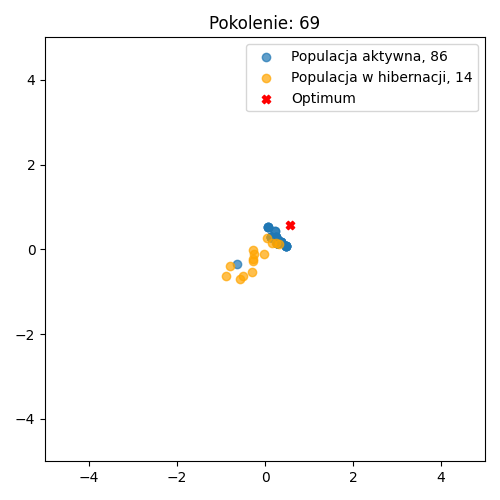 Pokolenie: 69
Populacja aktywna, 86
Populacja w hibernacji, 14
Optimum
4
2
0
−2
−4
−4
−2
0
2
4